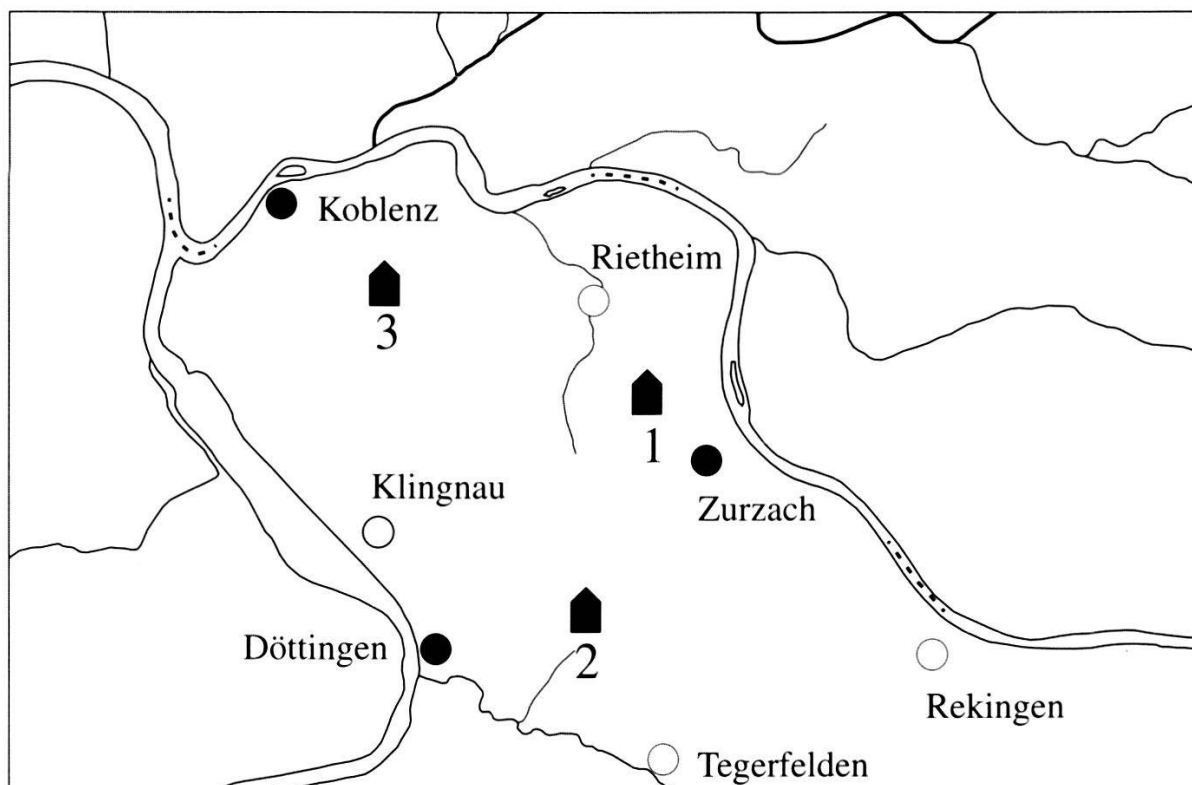 Koblenz
Rietheim
3
1
Klingnau
Zurzach
Döttingen
2
Rekingen
Tegerfelden